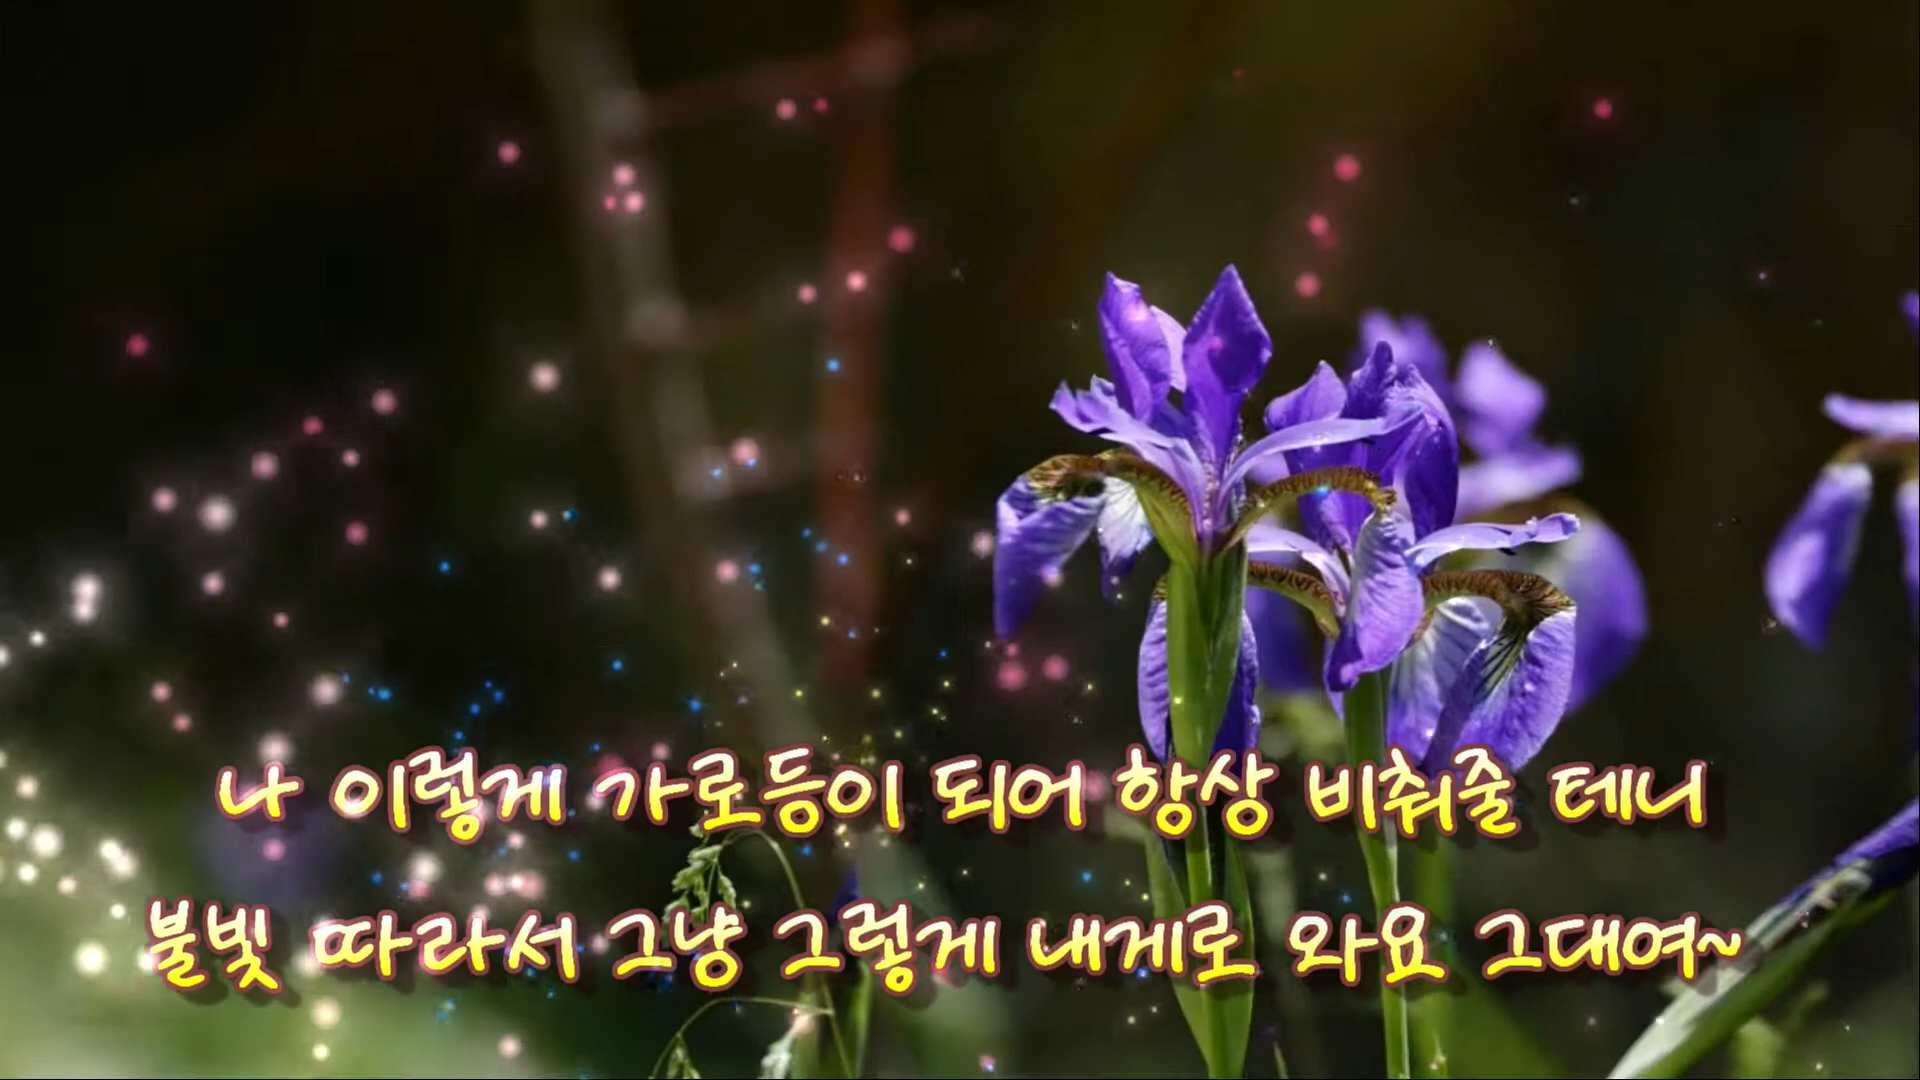 나 이렇게 가로등이 되어 항상 비춰줄 테니
불빛 따라서 그냥 그렇게 내게로 와요 그대여~